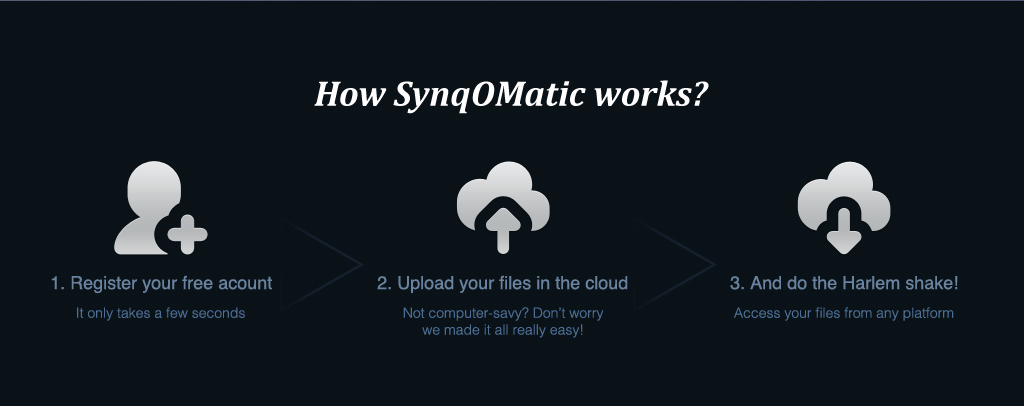 How SynqOMatic works?
1. Register your free acount
It only takes a few seconds
2. Upload your files in the cloud
Not computer-savy? Don't worry
we made it all really easy!
3. And do the Harlem shake!
Access your files from any platform